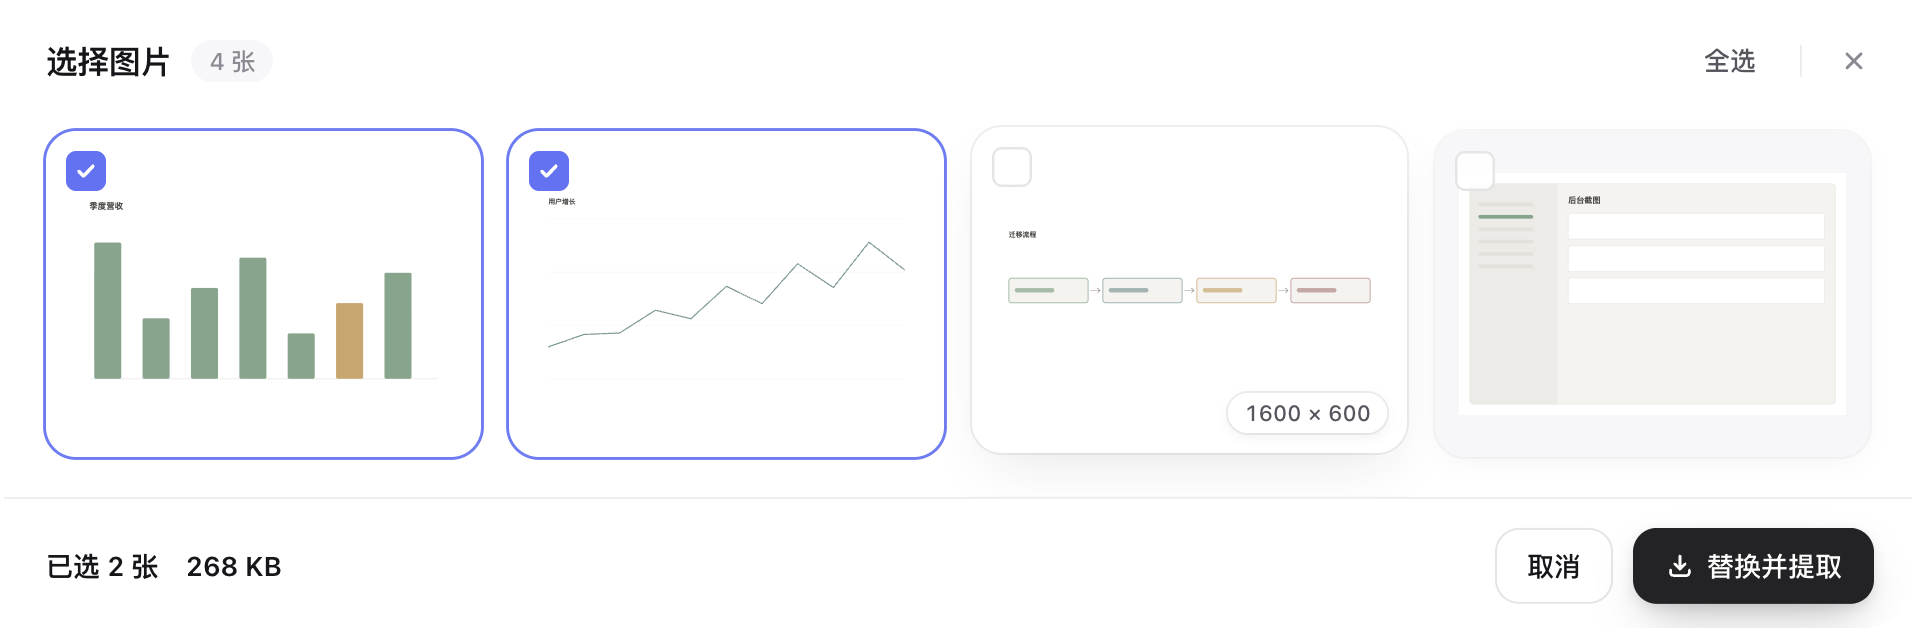 选择图片 4 张 全选
季度营收
用户增长
迁移流程
1600 × 600
后台截图
已选 2 张 268 KB 取消 替换并提取